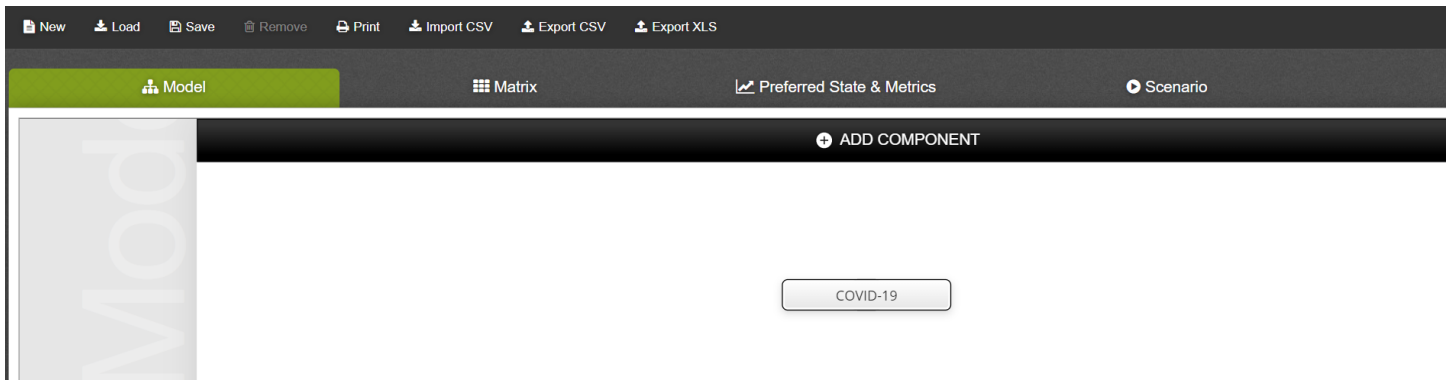 New Load Save Remove Print Import CSV Export CSV Export XLS
Model Matrix Preferred State & Metrics Scenario
ADD COMPONENT
Mod
COVID-19